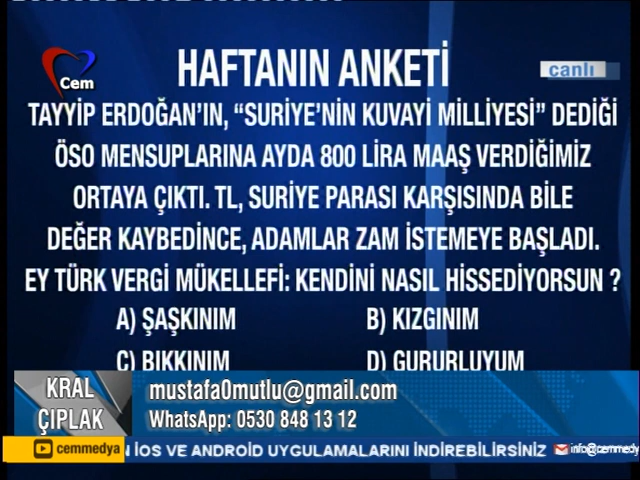 Cem
HAFTANIN ANKETİ
canlı
TAYYİP ERDOĞAN'IN, “SURİYE'NİN KUVAYİ MİLLİYESİ” DEDİĞİ
ÖSO MENSUPLARINA AYDA 800 LİRA MAAŞ VERDİĞİMİZ
ORTAYA ÇIKTI. TL, SURİYE PARASI KARŞISINDA BİLE
DEĞER KAYBEDİNCE, ADAMLAR ZAM İSTEMEYE BAŞLADI.
EY TÜRK VERGİ MÜKELLEFİ: KENDİNİ NASIL HİSSEDİYORSUN ?
A) ŞAŞKINIM B) KIZGINIM
C) BIKKINIM D) GURURLUYUM
KRAL
ÇIPLAK
mustafa0mutlu@gmail.com
WhatsApp: 0530 848 13 12
cemmedya N İOS VE ANDROID UYGULAMALARINI İNDİREBİLİRSİNİZ